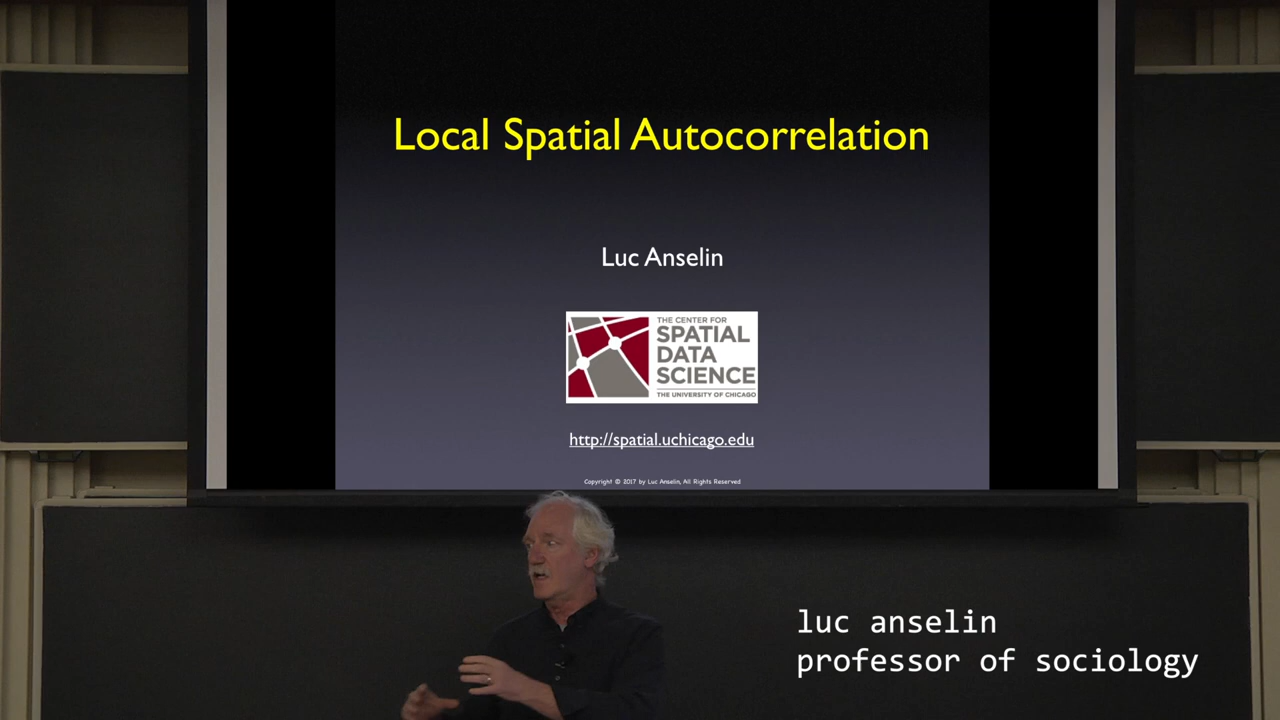 Local Spatial Autocorrelation
Luc Anselin
THE CENTER FOR
SPATIAL
DATA
SCIENCE
THE UNIVERSITY OF CHICAGO
http://spatial.uchicago.edu
Copyright © 2017 by Luc Anselin, All Rights Reserved
luc anselin
professor of sociology